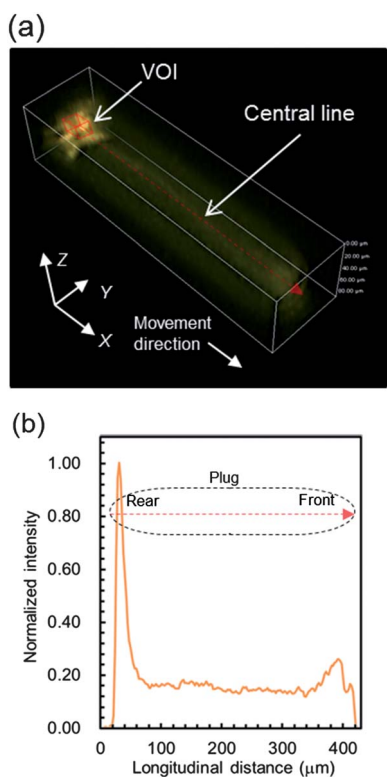 (a)
VOI
Central line
0.00 μm
20.00 μm
40.00 μm
60.00 μm
80.00 μm
Z
Y
X
Movement
direction
(b)
Normalized intensity
1.00
0.80
0.60
0.40
0.20
0.00
Plug
Rear Front
0 100 200 300 400
Longitudinal distance (μm)